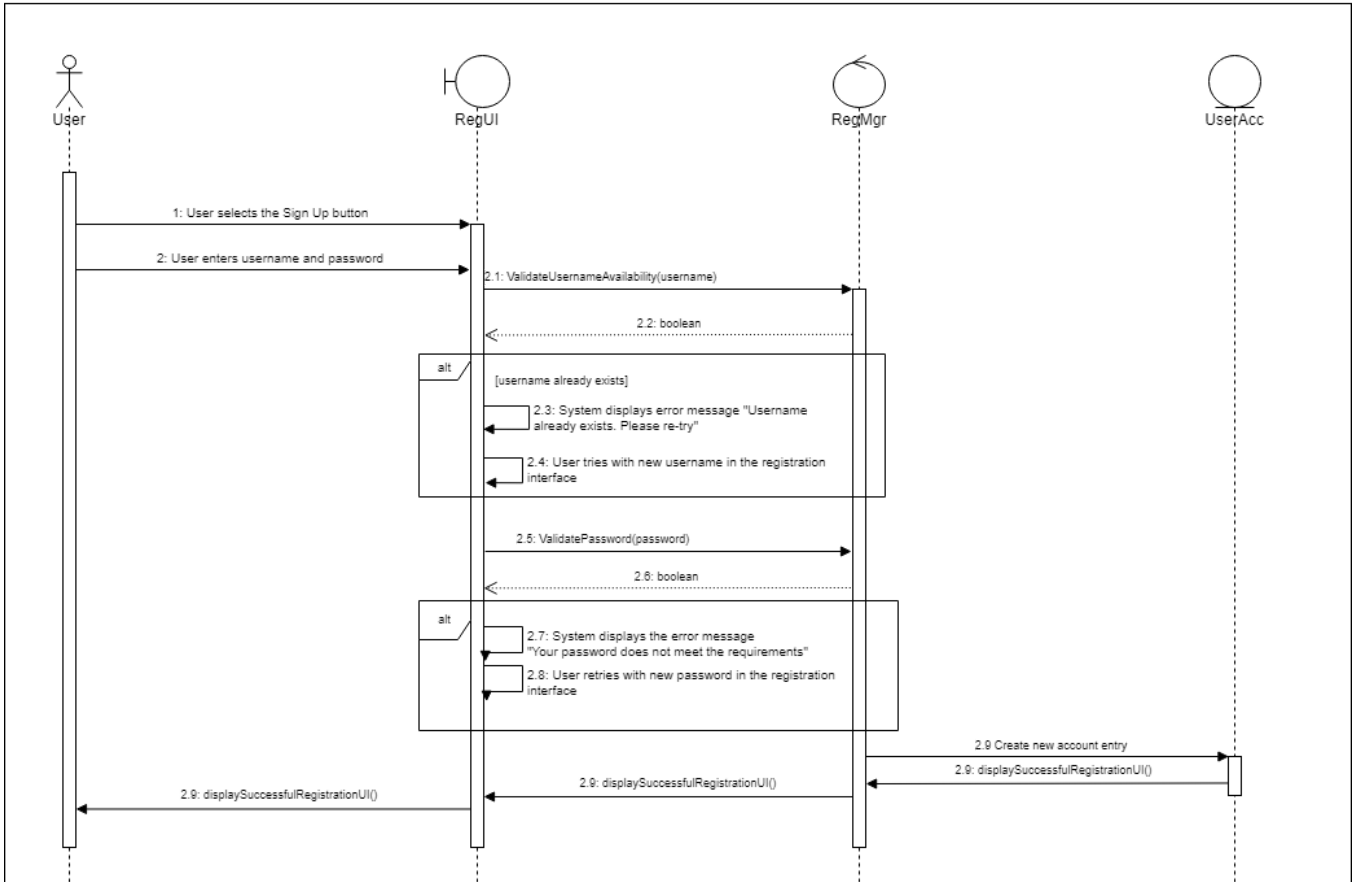 User
RegUI
RegMgr
UserAcc
1: User selects the Sign Up button
2: User enters username and password
2.1: ValidateUsernameAvailability(username)
2.2: boolean
alt
[username already exists]
2.3: System displays error message "Username
already exists. Please re-try"
2.4: User tries with new username in the registration
interface
2.5: ValidatePassword(password)
2.6: boolean
alt
2.7: System displays the error message
"Your password does not meet the requirements"
2.8: User retries with new password in the registration
interface
2.9 Create new account entry
2.9: displaySuccessfulRegistrationUI()
2.9: displaySuccessfulRegistrationUI()
2.9: displaySuccessfulRegistrationUI()